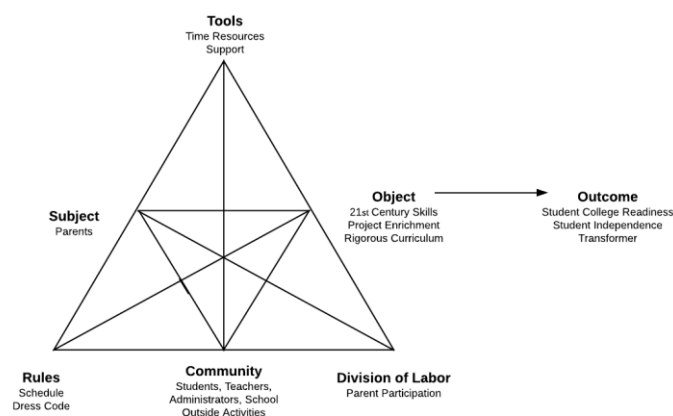 Tools
Time Resources
Support
Subject
Parents
Object
21st Century Skills
Project Enrichment
Rigorous Curriculum
Outcome
Student College Readiness
Student Independence
Transformer
Rules
Schedule
Dress Code
Community
Students, Teachers,
Administrators, School
Outside Activities
Division of Labor
Parent Participation